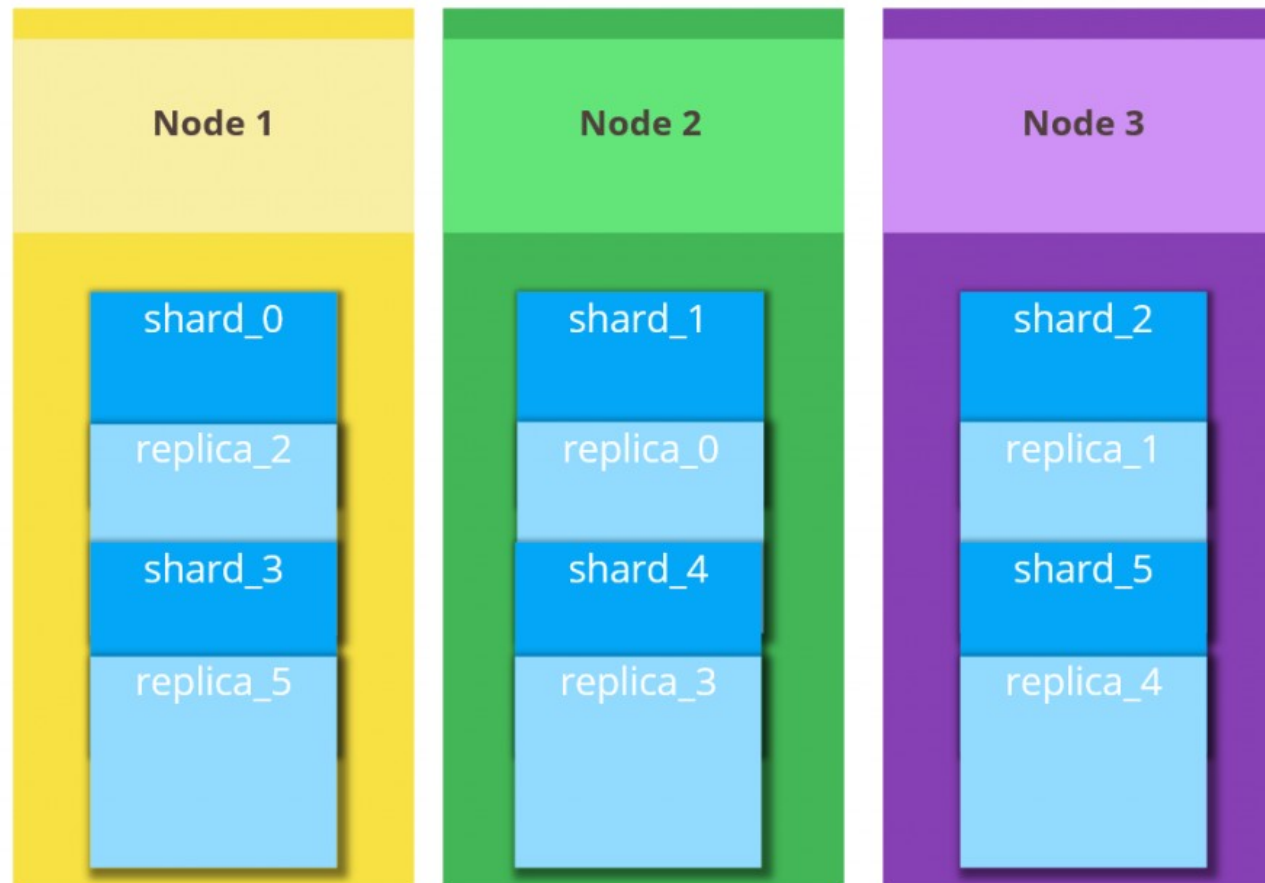 Node 1
shard_0
replica_2
shard_3
replica_5
Node 2
shard_1
replica_0
shard_4
replica_3
Node 3
shard_2
replica_1
shard_5
replica_4